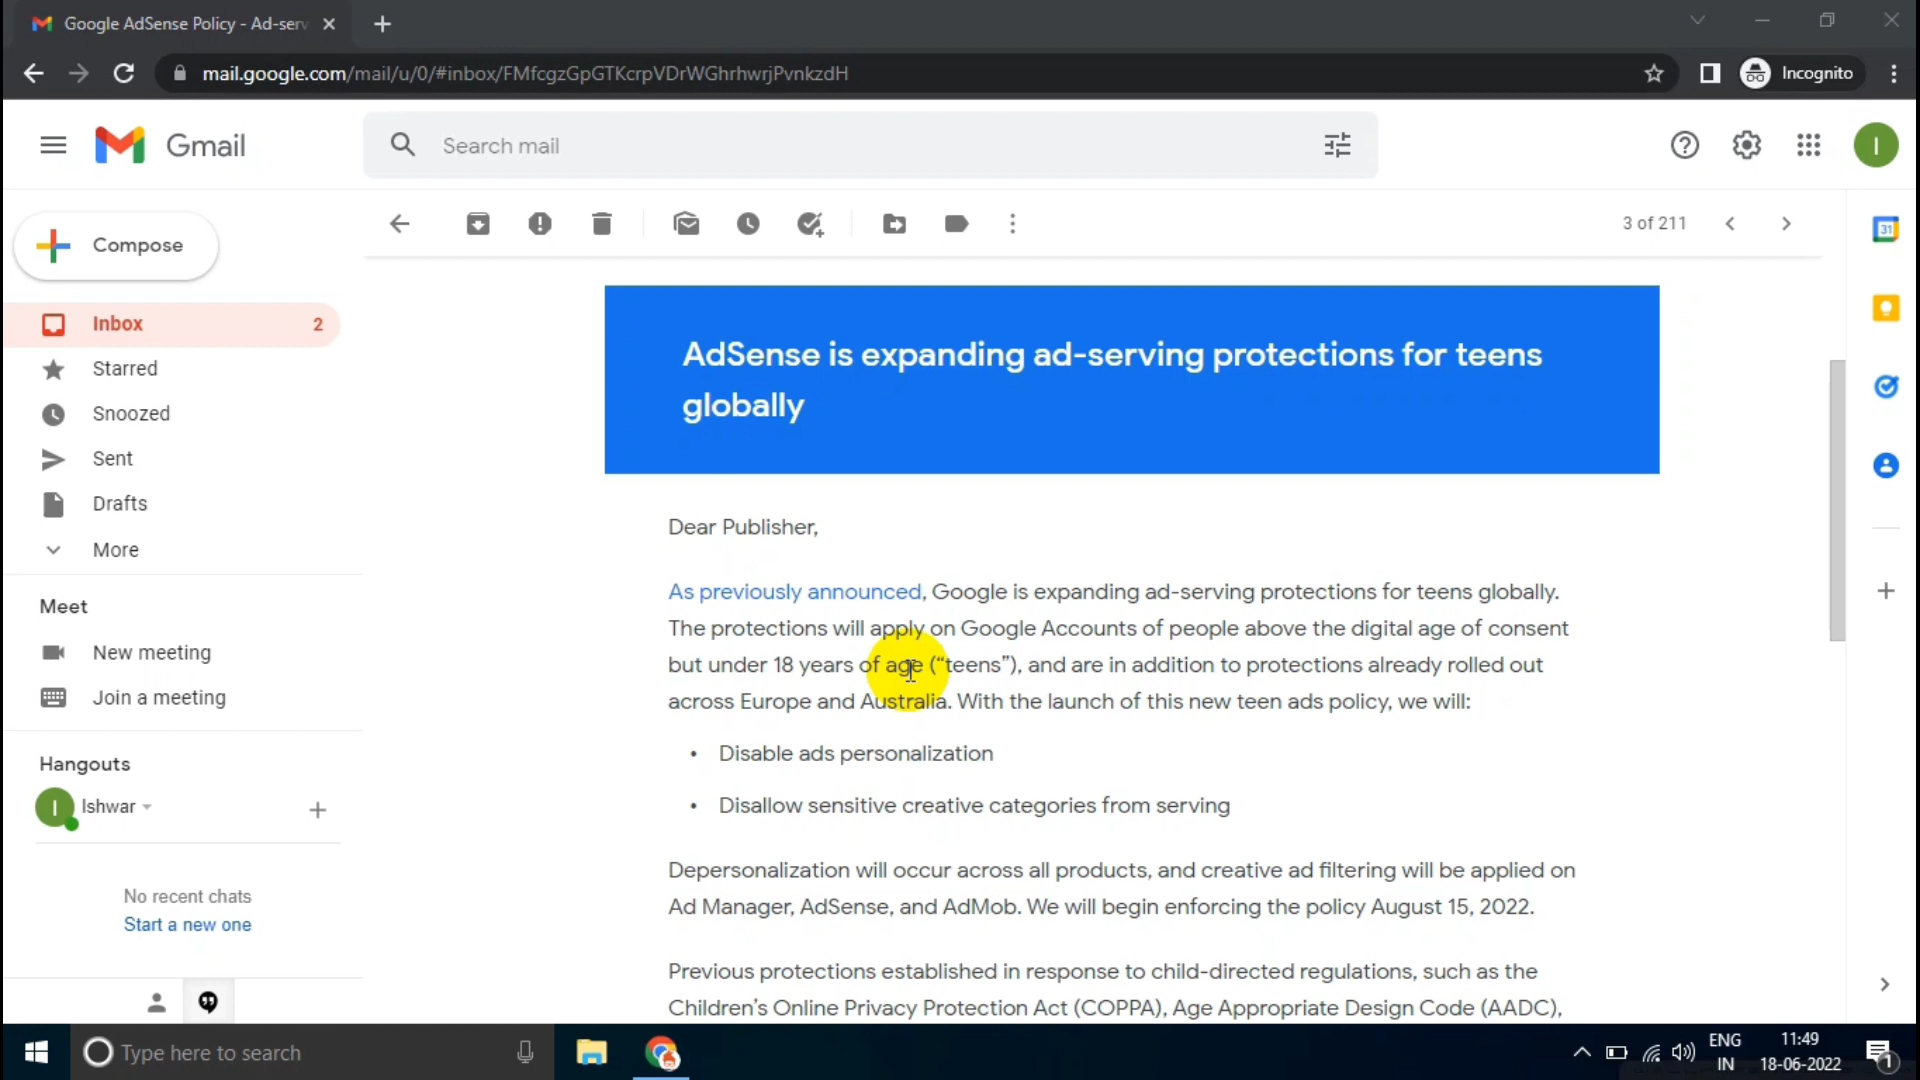 Google AdSense Policy - Ad-serv
mail.google.com/mail/u/0/#inbox/FMfcgzGpGTKcrpVDrWGhrhwrjPvnkzdH
Incognito
Gmail
Search mail
I
Compose
3 of 211
31
Inbox 2
Starred
Snoozed
Sent
Drafts
More
Meet
New meeting
Join a meeting
Hangouts
I
Ishwar
No recent chats
Start a new one
AdSense is expanding ad-serving protections for teens
globally
Dear Publisher,
As previously announced, Google is expanding ad-serving protections for teens globally.
The protections will apply on Google Accounts of people above the digital age of consent
but under 18 years of age (“teens”), and are in addition to protections already rolled out
across Europe and Australia. With the launch of this new teen ads policy, we will:
• Disable ads personalization
• Disallow sensitive creative categories from serving
Depersonalization will occur across all products, and creative ad filtering will be applied on
Ad Manager, AdSense, and AdMob. We will begin enforcing the policy August 15, 2022.
Previous protections established in response to child-directed regulations, such as the
Children’s Online Privacy Protection Act (COPPA), Age Appropriate Design Code (AADC),
Type here to search
ENG
IN
11:49
18-06-2022
1